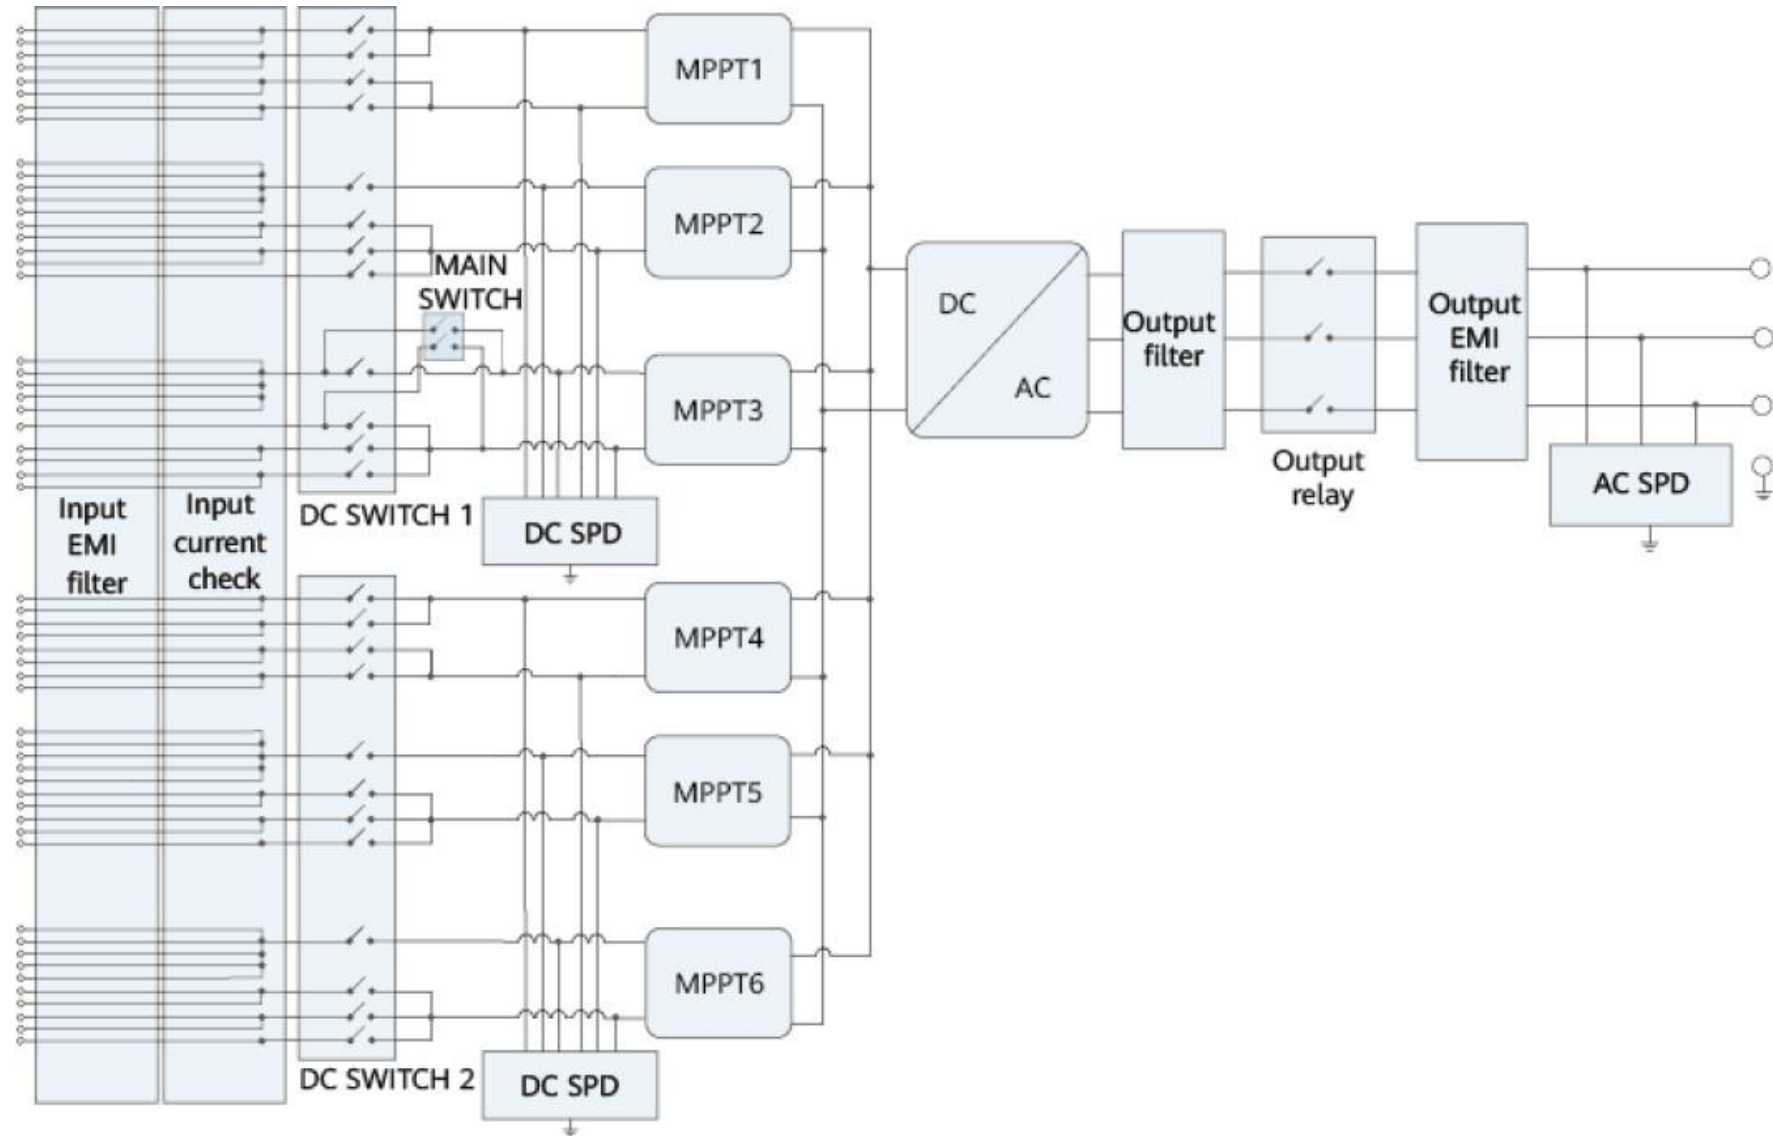 MPPT1
MPPT2
MAIN
SWITCH
MPPT3
DC
AC
Output
filter
Output
relay
Output
EMI
filter
AC SPD
Input
EMI
filter
Input
current
check
DC SWITCH 1
DC SPD
MPPT4
MPPT5
MPPT6
DC SWITCH 2
DC SPD